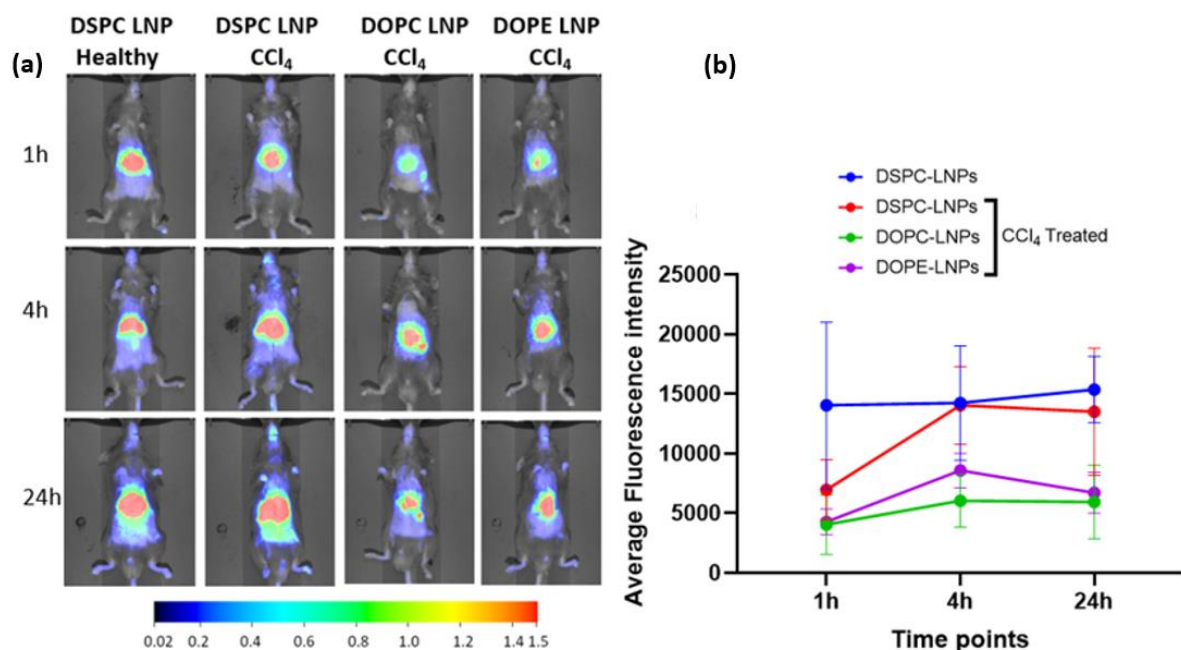 (a)
DSPC LNP Healthy
DSPC LNP CCl₄
DOPC LNP CCl₄
DOPE LNP CCl₄
1h
4h
24h
0.02 0.2 0.4 0.6 0.8 1.0 1.2 1.4 1.5
(b)
DSPC-LNPs
DSPC-LNPs
DOPC-LNPs
DOPE-LNPs
CCl₄ Treated
Average Fluorescence intensity
25000
20000
15000
10000
5000
0
1h 4h 24h
Time points